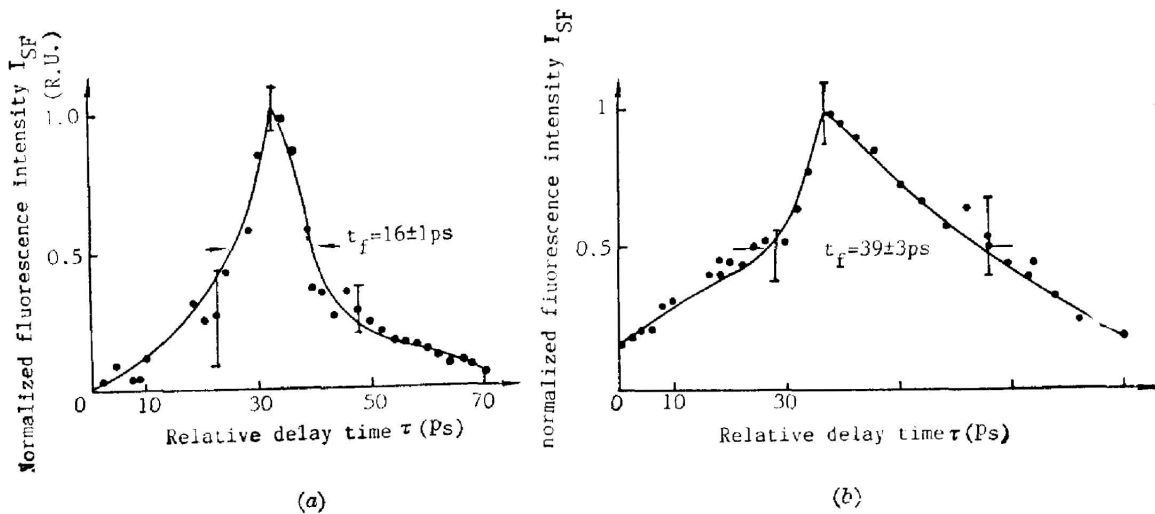 Normalized fluorescence intensity I_SF
(R.U.)
1.0
0.5
t_f=16±1ps
0 10 30 50 70
Relative delay time τ(Ps)
(a)
normalized fluorescence intensity I_SF
1
0.5
t_f=39±3ps
0 10 30
Relative delay time τ(Ps)
(b)